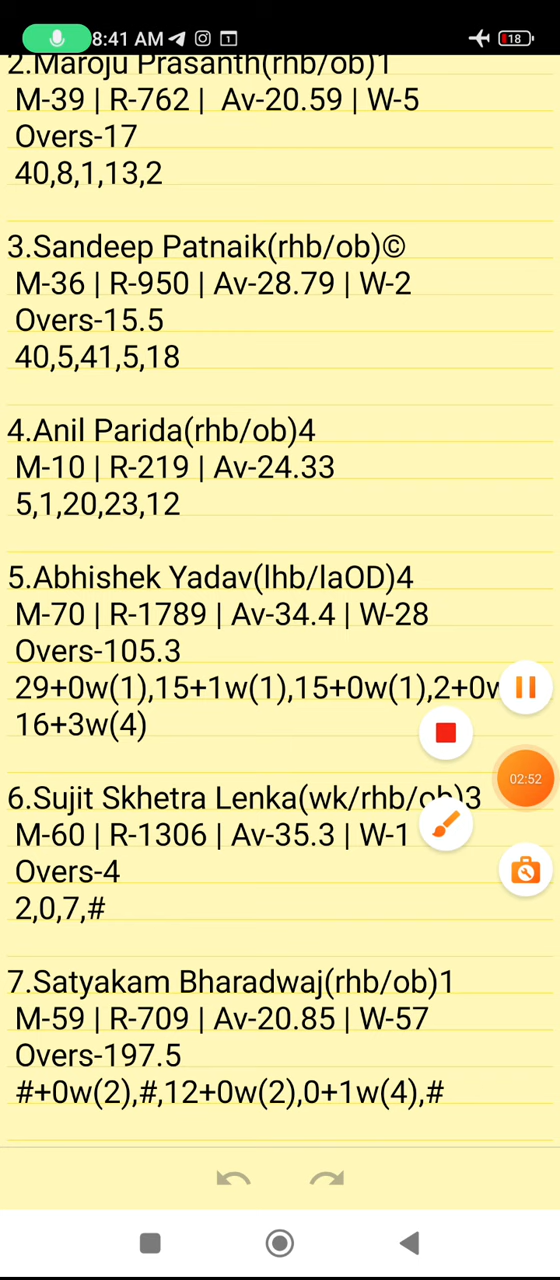 8:41 AM 1 18
2.Maroju Prasanth(rhb/ob)1
M-39 | R-762 | Av-20.59 | W-5
Overs-17
40,8,1,13,2
3.Sandeep Patnaik(rhb/ob)©
M-36 | R-950 | Av-28.79 | W-2
Overs-15.5
40,5,41,5,18
4.Anil Parida(rhb/ob)4
M-10 | R-219 | Av-24.33
5,1,20,23,12
5.Abhishek Yadav(lhb/laOD)4
M-70 | R-1789 | Av-34.4 | W-28
Overs-105.3
29+0w(1),15+1w(1),15+0w(1),2+0w
16+3w(4)
02:52
6.Sujit Skhetra Lenka(wk/rhb/ob)3
M-60 | R-1306 | Av-35.3 | W-1
Overs-4
2,0,7,#
7.Satyakam Bharadwaj(rhb/ob)1
M-59 | R-709 | Av-20.85 | W-57
Overs-197.5
#+0w(2),#,12+0w(2),0+1w(4),#